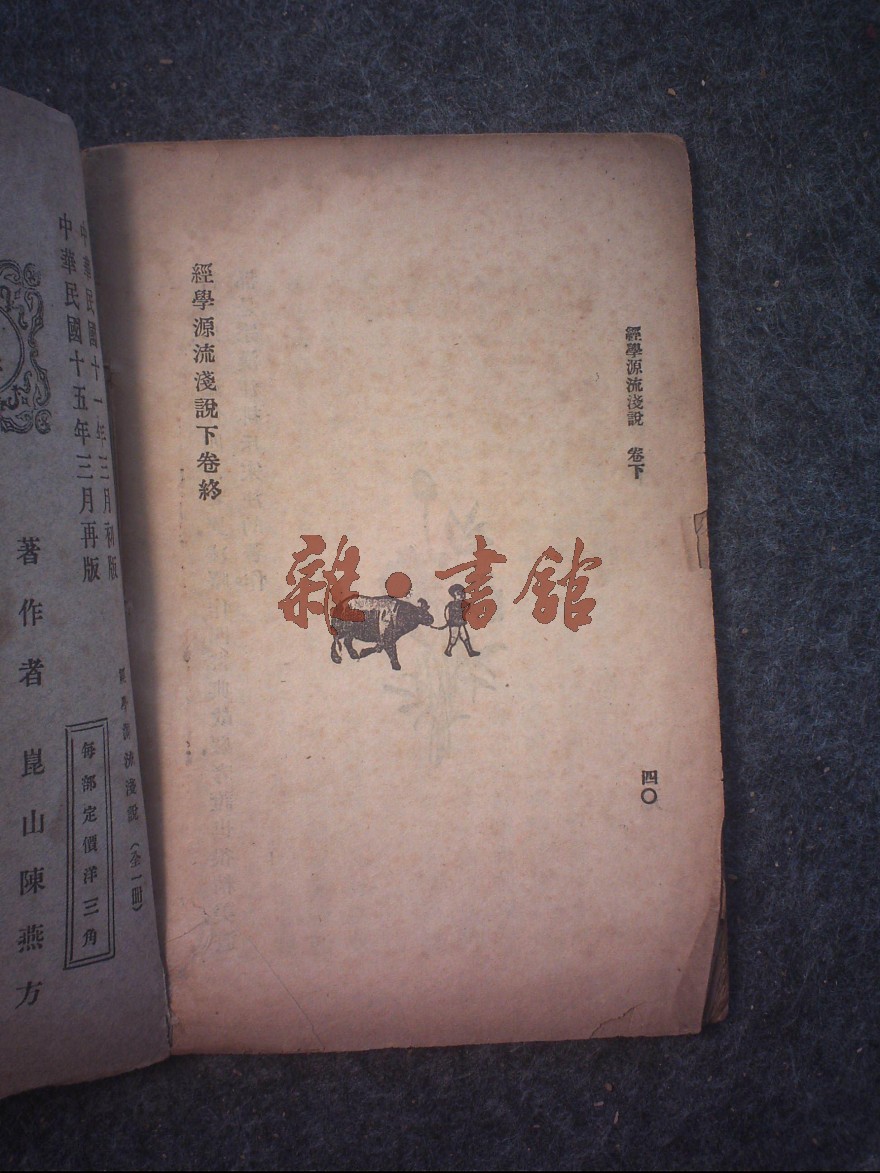 經學源流淺說 卷下
四〇
經學源流淺說下卷終
雜·書館
經學源流淺說(全一冊)
中華民國十一年三月初版
中華民國十五年三月再版
每部定價洋三角
著作者 崑山陳燕方